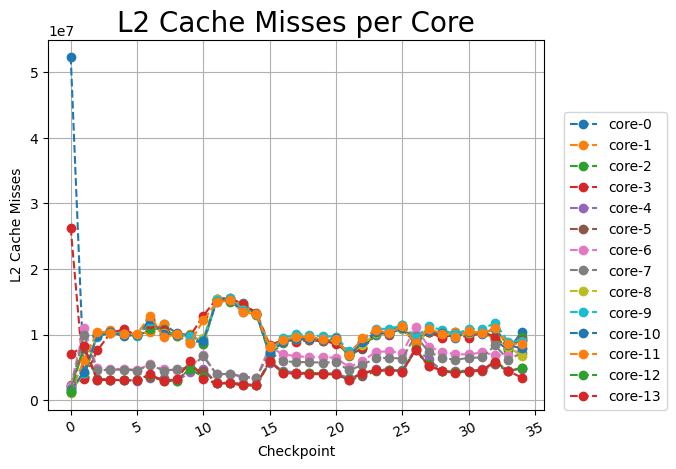 L2 Cache Misses per Core
1e7
5
4
3
2
1
0
L2 Cache Misses
0
5
10
15
20
25
30
35
Checkpoint
core-0
core-1
core-2
core-3
core-4
core-5
core-6
core-7
core-8
core-9
core-10
core-11
core-12
core-13